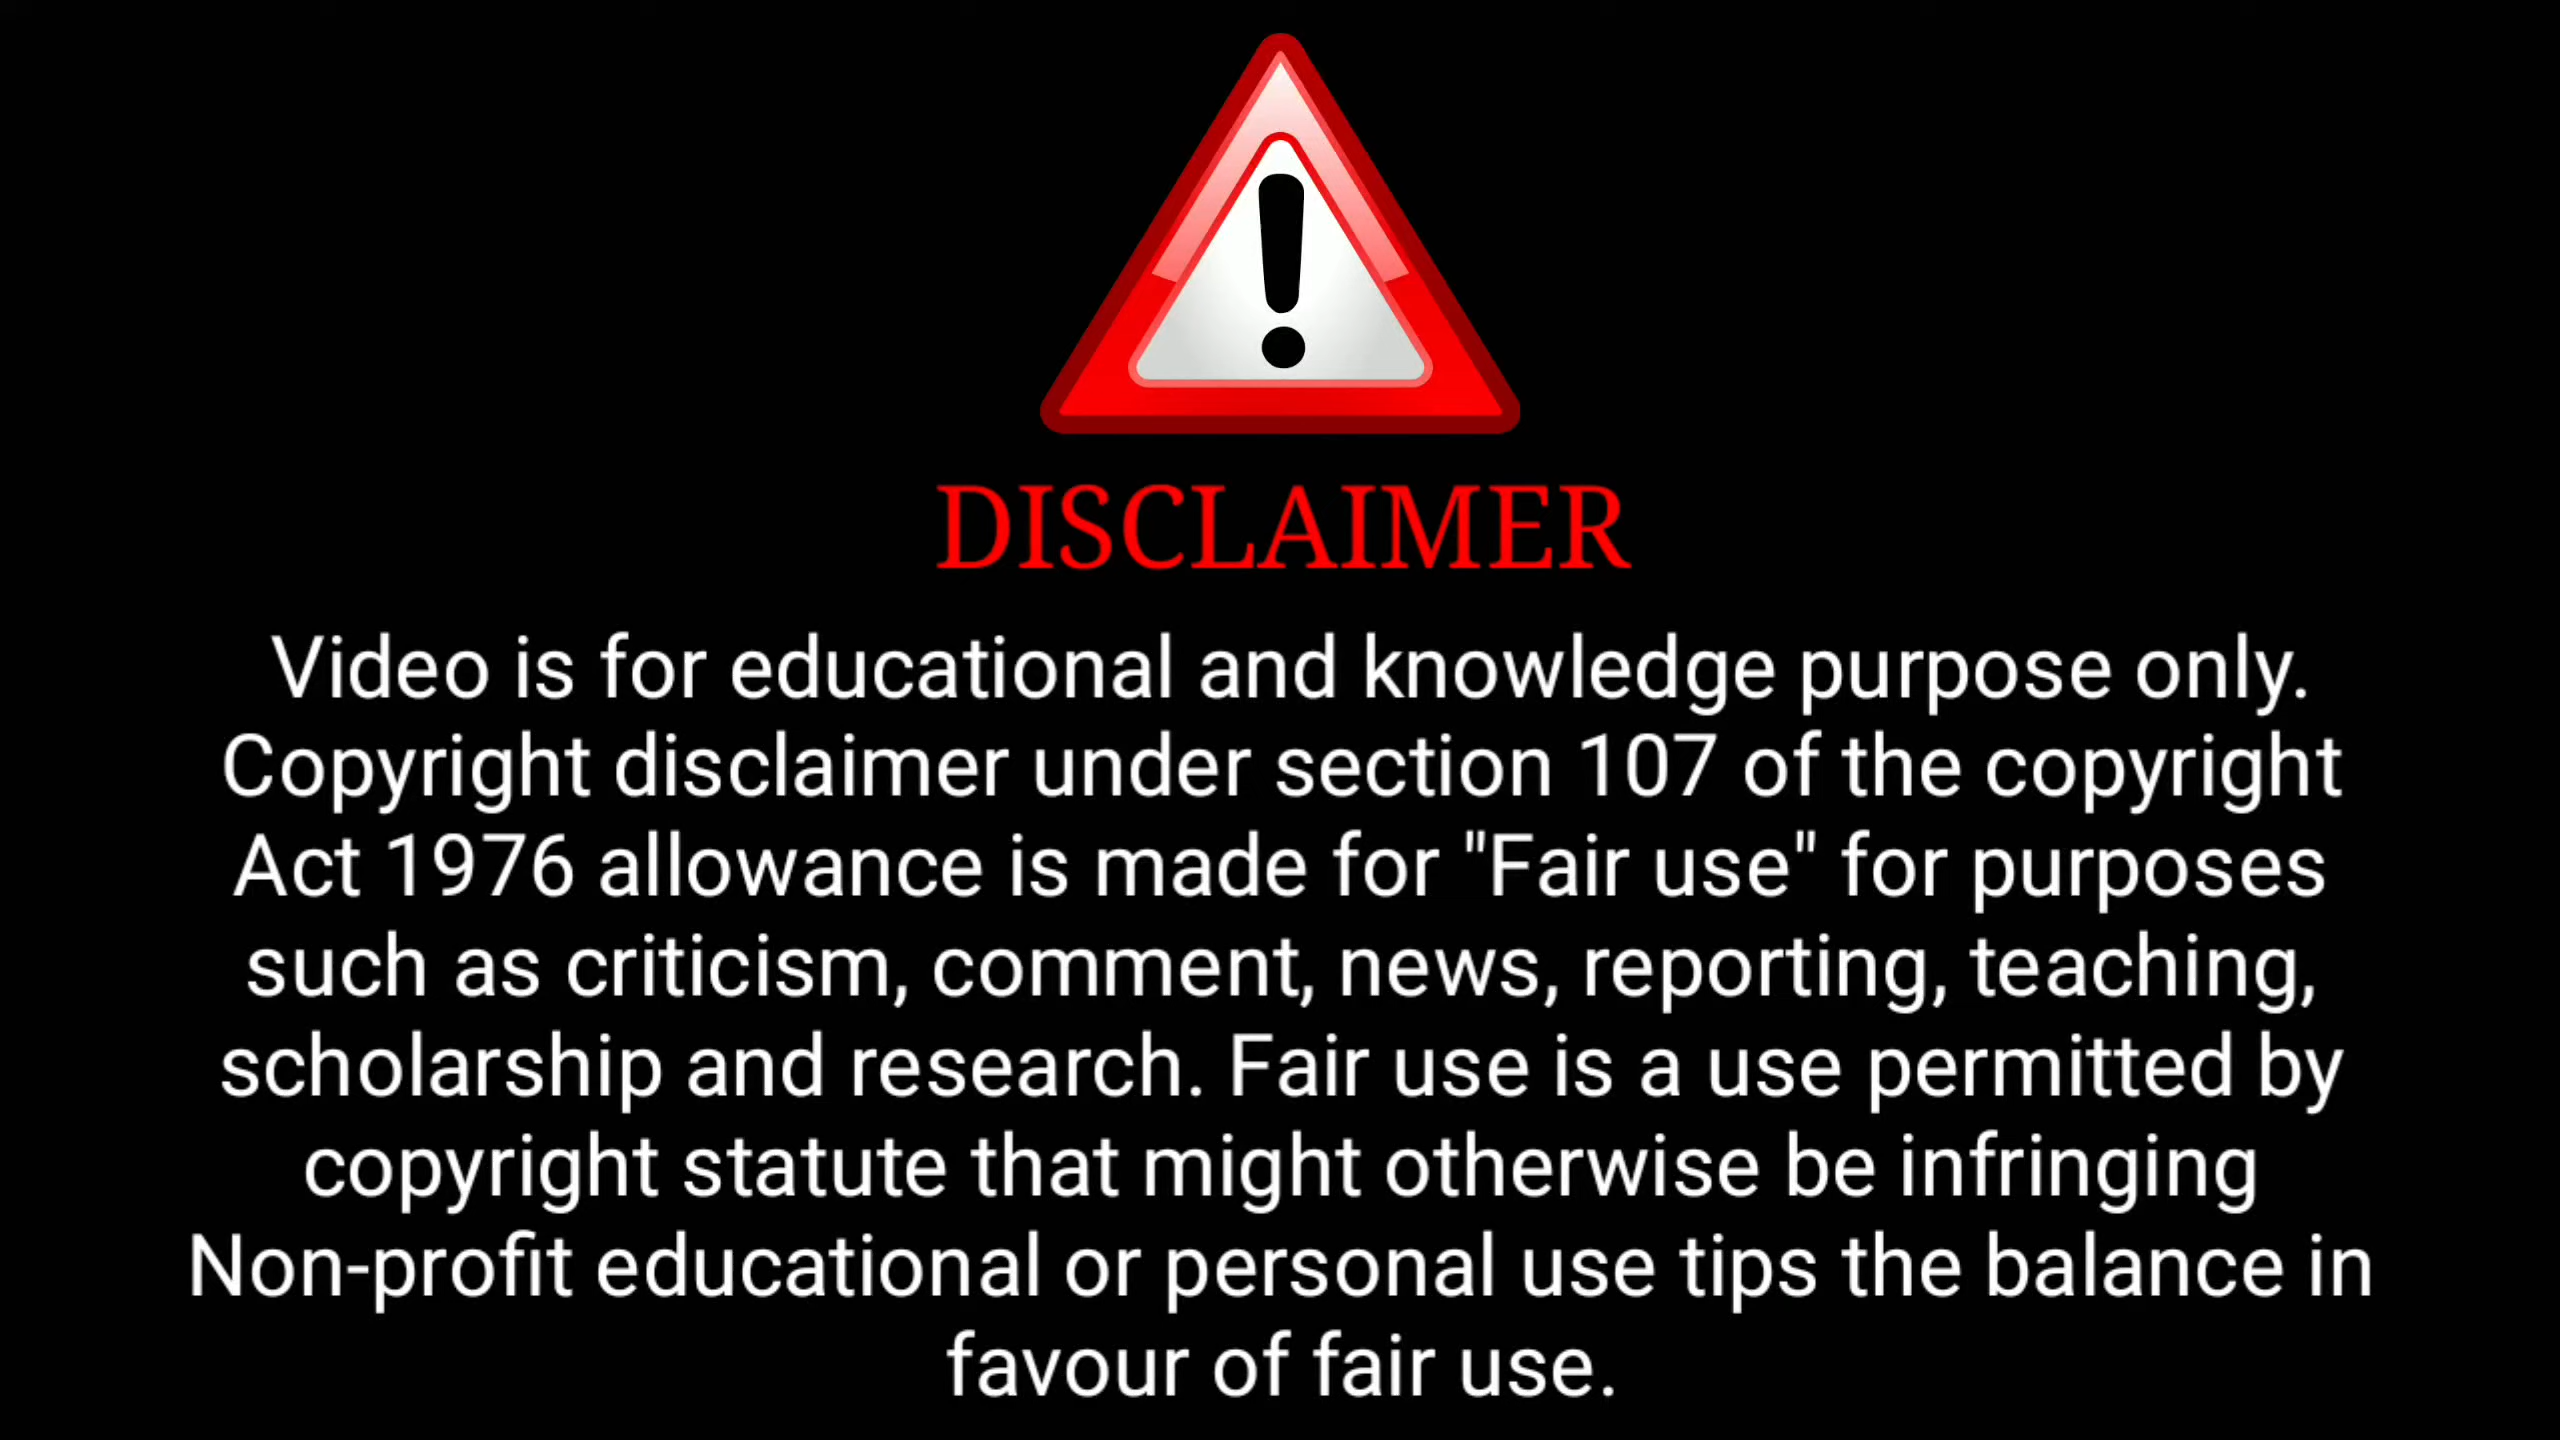 DISCLAIMER
Video is for educational and knowledge purpose only.
Copyright disclaimer under section 107 of the copyright
Act 1976 allowance is made for "Fair use" for purposes
such as criticism, comment, news, reporting, teaching,
scholarship and research. Fair use is a use permitted by
copyright statute that might otherwise be infringing
Non-profit educational or personal use tips the balance in
favour of fair use.